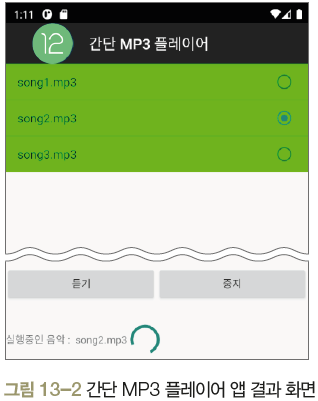 1:11
12 간단 MP3 플레이어
song1.mp3
song2.mp3
song3.mp3
듣기 중지
실행중인 음악 : song2.mp3
그림 13-2 간단 MP3 플레이어 앱 결과 화면